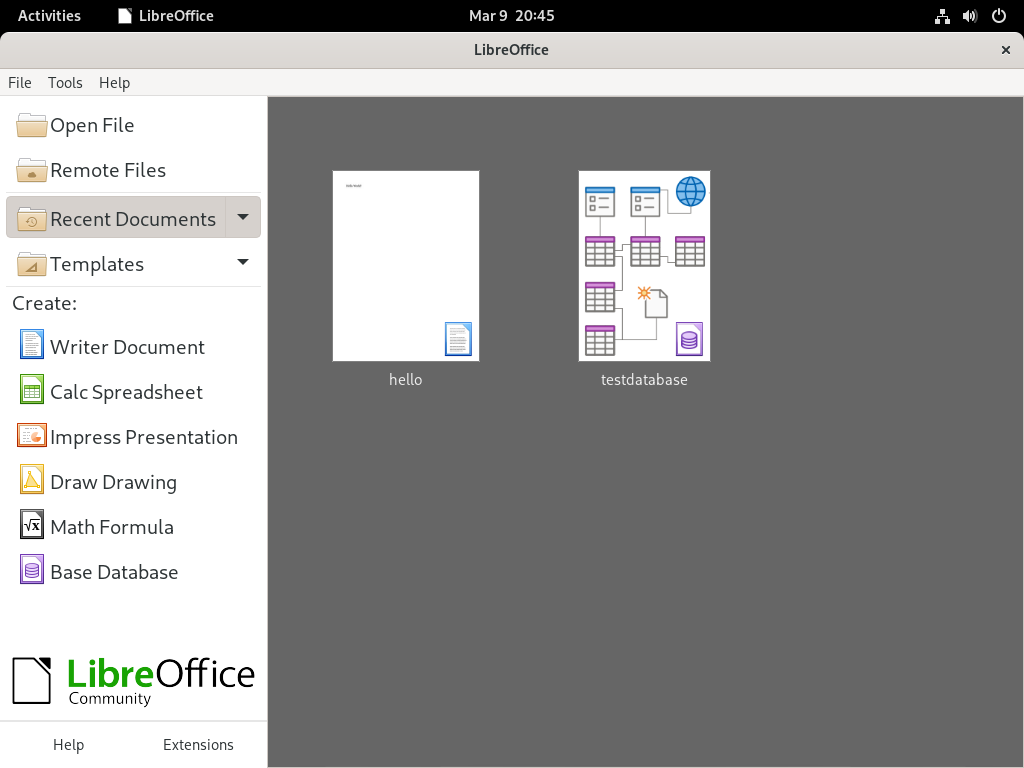 Activities LibreOffice Mar 9 20:45
LibreOffice
File Tools Help
Open File
Remote Files
Recent Documents
Templates
Create:
Writer Document
Calc Spreadsheet
Impress Presentation
Draw Drawing
Math Formula
Base Database
LibreOffice
Community
Help Extensions
hello
testdatabase